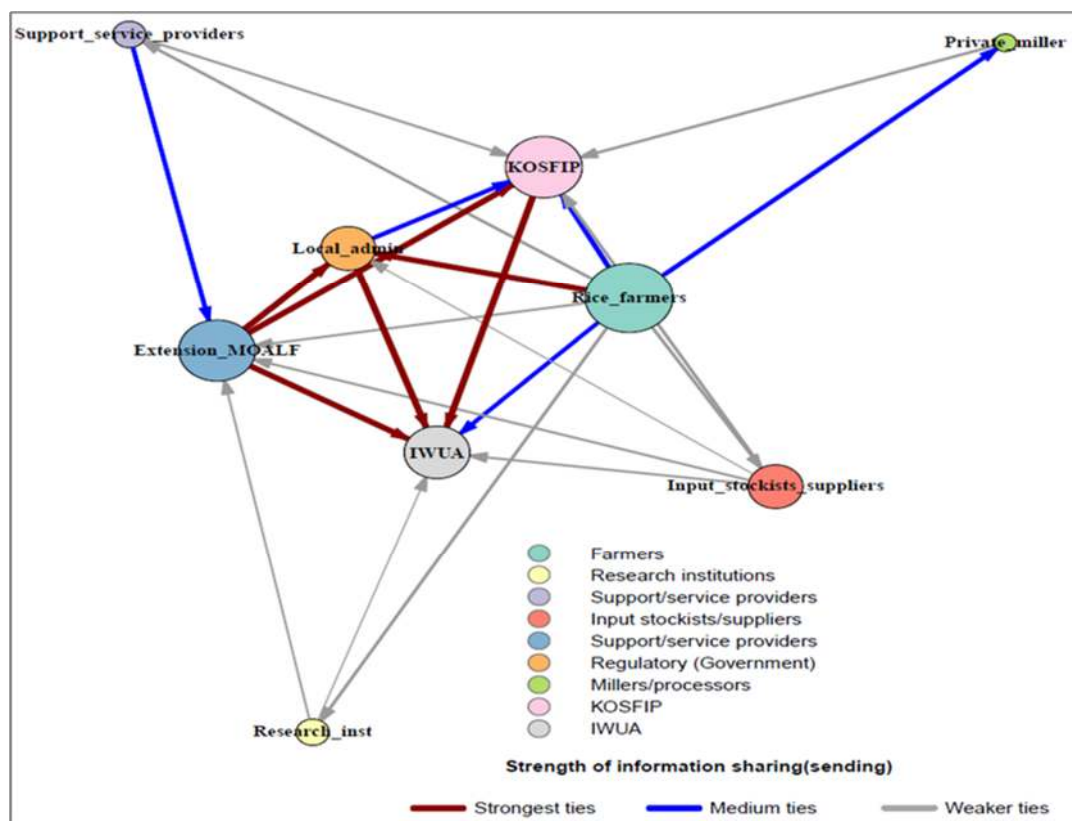 Support_service_providers
Private_miller
KOSFIP
Local_admin
Rice_farmers
Extension_MOALF
IWUA
Input_stockists_suppliers
Research_inst
Farmers
Research institutions
Support/service providers
Input stockists/suppliers
Support/service providers
Regulatory (Government)
Millers/processors
KOSFIP
IWUA
Strength of information sharing(sending)
Strongest ties Medium ties Weaker ties